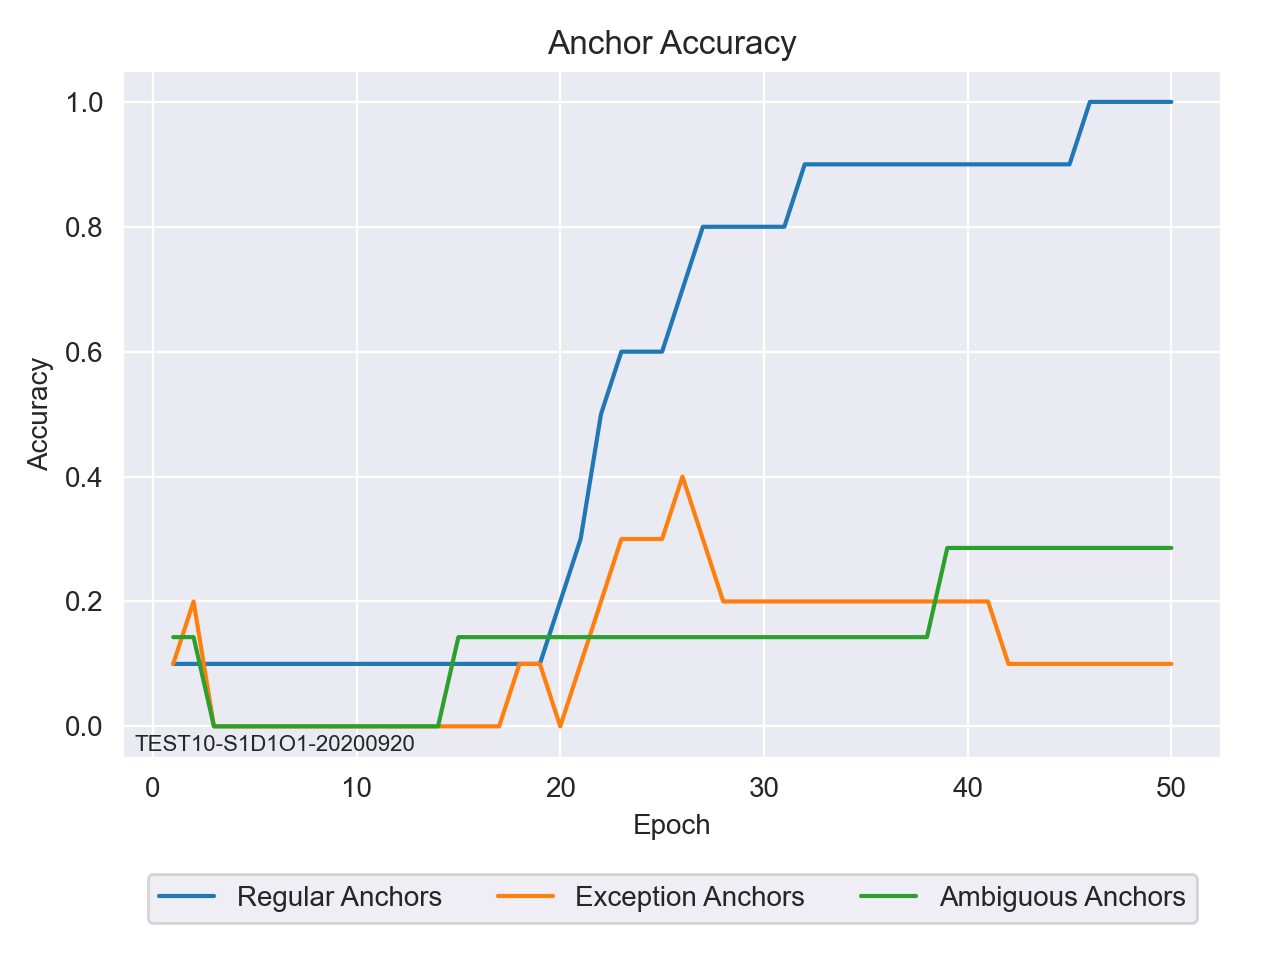 Anchor Accuracy
1.0
0.8
0.6
0.4
0.2
0.0
Accuracy
TEST10-S1D1O1-20200920
0 10 20 30 40 50
Epoch
Regular Anchors Exception Anchors Ambiguous Anchors